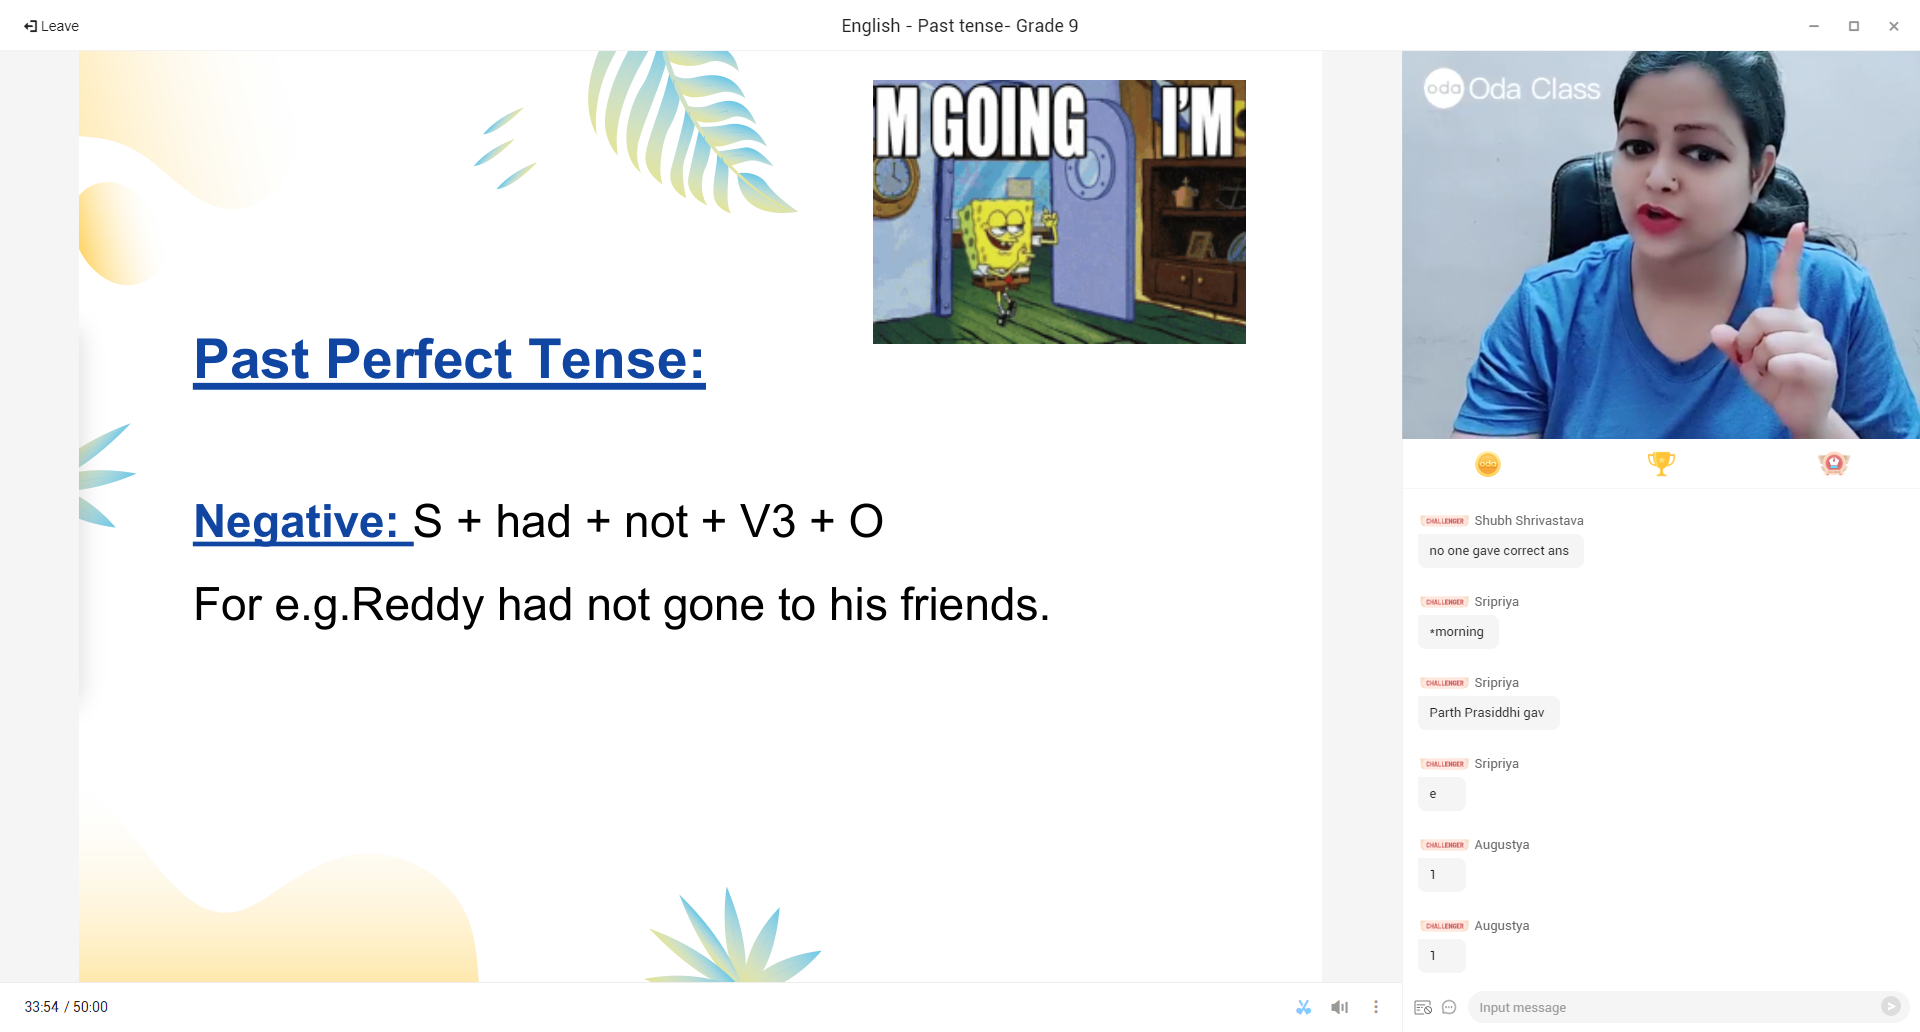 Leave
English - Past tense- Grade 9
M GOING I'M
oda Oda Class
Past Perfect Tense:
Negative: S + had + not + V3 + O
For e.g.Reddy had not gone to his friends.
oda
CHALLENGER Shubh Shrivastava
no one gave correct ans
CHALLENGER Sripriya
*morning
CHALLENGER Sripriya
Parth Prasiddhi gav
CHALLENGER Sripriya
e
CHALLENGER Augustya
1
CHALLENGER Augustya
1
33:54 / 50:00
Input message